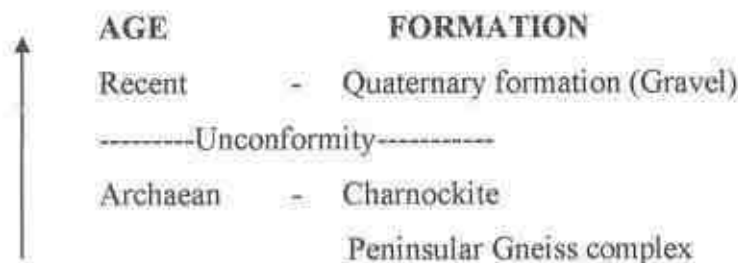 AGE FORMATION
Recent - Quaternary formation (Gravel)
---------Unconformity-----------
Archaean - Charnockite
Peninsular Gneiss complex